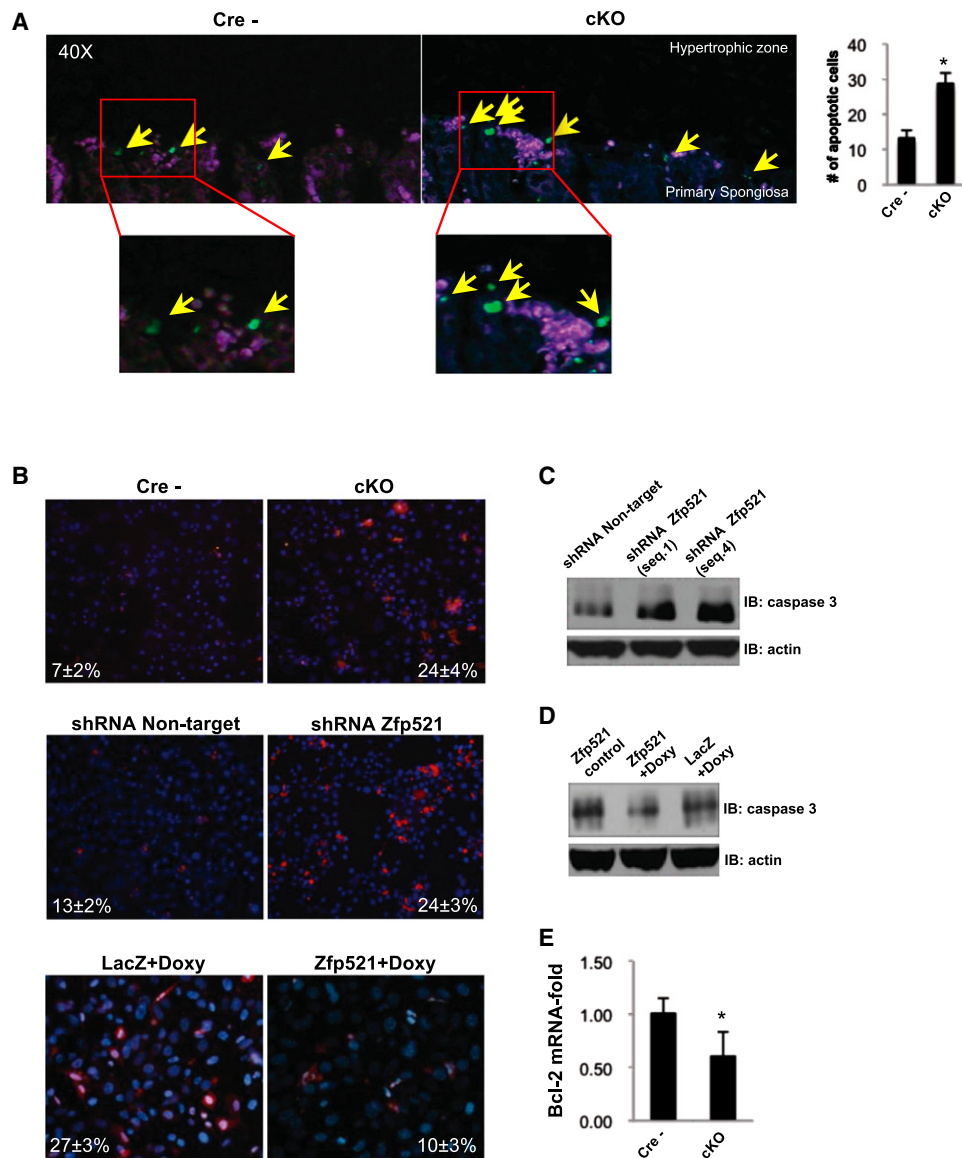 A
Cre -
cKO
40X
Hypertrophic zone
Primary Spongiosa
# of apoptotic cells
40
30
20
10
0
*
Cre -
cKO
B
Cre -
cKO
7±2%
24±4%
shRNA Non-target
shRNA Zfp521
13±2%
24±3%
LacZ+Doxy
Zfp521+Doxy
27±3%
10±3%
C
shRNA Non-target
shRNA Zfp521
(seq.1)
shRNA Zfp521
(seq.4)
IB: caspase 3
IB: actin
D
Zfp521
control
Zfp521
+Doxy
LacZ
+Doxy
IB: caspase 3
IB: actin
E
Bcl-2 mRNA-fold
1.50
1.00
0.50
0.00
*
Cre -
cKO